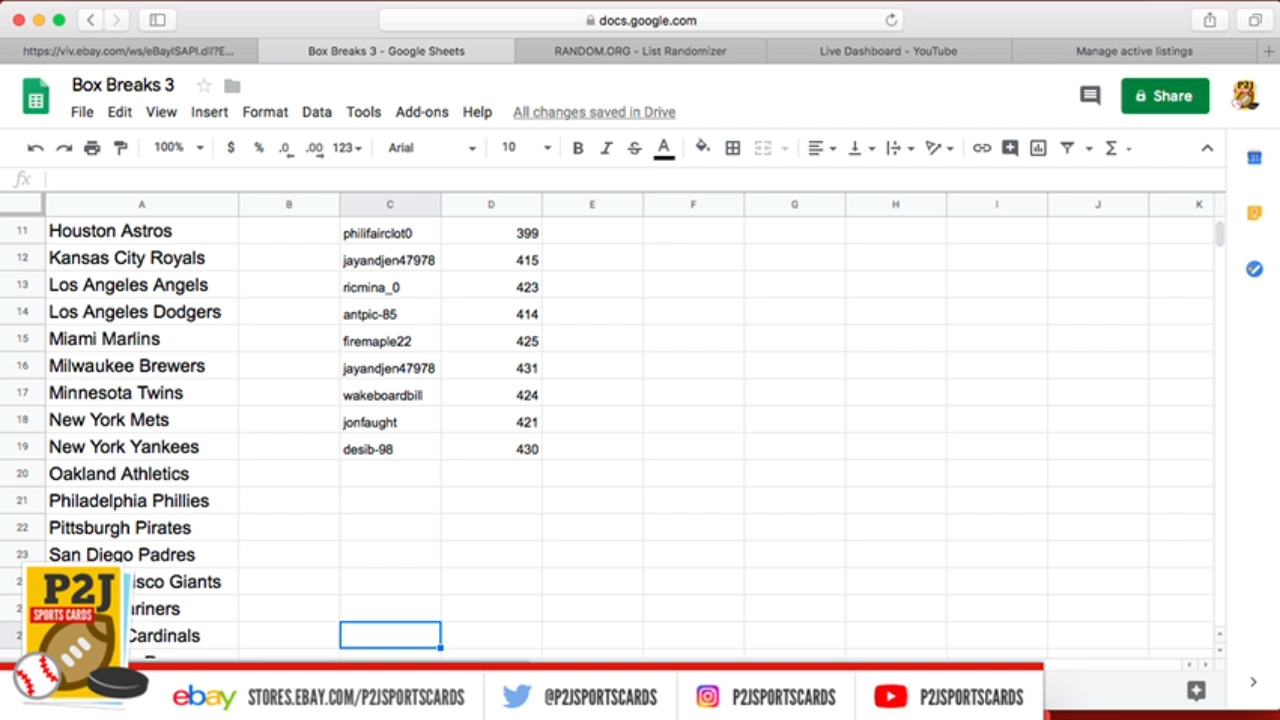 docs.google.com
https://viv.ebay.com/ws/eBayISAPI.dll?E...
Box Breaks 3 - Google Sheets
RANDOM.ORG - List Randomizer
Live Dashboard - YouTube
Manage active listings
Box Breaks 3
Share
File Edit View Insert Format Data Tools Add-ons Help All changes saved in Drive
100% $ % .0 .00 123 Arial 10 B I S A
fx
A B C D E F G H I J K
11 Houston Astros philifairclot0 399
12 Kansas City Royals jayandjen47978 415
13 Los Angeles Angels ricmina_0 423
14 Los Angeles Dodgers antpic-85 414
15 Miami Marlins firemaple22 425
16 Milwaukee Brewers jayandjen47978 431
17 Minnesota Twins wakeboardbill 424
18 New York Mets jonfaught 421
19 New York Yankees desib-98 430
20 Oakland Athletics
21 Philadelphia Phillies
22 Pittsburgh Pirates
23 San Diego Padres
isco Giants
riners
Cardinals
P2J
SPORTS CARDS
ebay STORES.EBAY.COM/P2JSPORTSCARDS
@P2JSPORTSCARDS
P2JSPORTSCARDS
P2JSPORTSCARDS